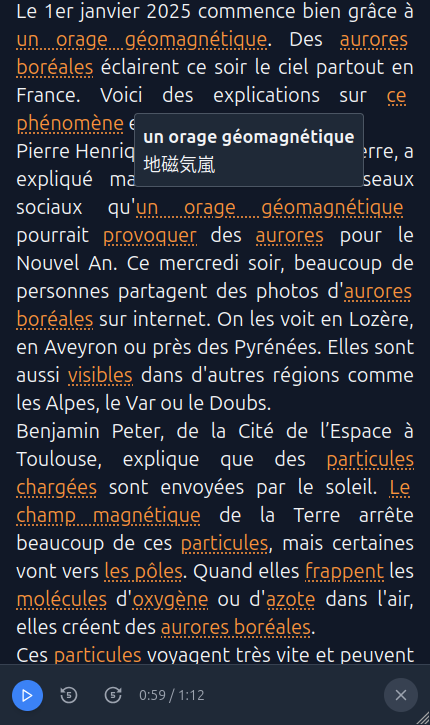 Le 1er janvier 2025 commence bien grâce à
un orage géomagnétique. Des aurores
boréales éclairent ce soir le ciel partout en
France. Voici des explications sur ce
phénomène e
un orage géomagnétique
地磁気嵐
Pierre Henriq erre, a
expliqué ma seaux
sociaux qu'un orage géomagnétique
pourrait provoquer des aurores pour le
Nouvel An. Ce mercredi soir, beaucoup de
personnes partagent des photos d'aurores
boréales sur internet. On les voit en Lozère,
en Aveyron ou près des Pyrénées. Elles sont
aussi visibles dans d'autres régions comme
les Alpes, le Var ou le Doubs.
Benjamin Peter, de la Cité de l’Espace à
Toulouse, explique que des particules
chargées sont envoyées par le soleil. Le
champ magnétique de la Terre arrête
beaucoup de ces particules, mais certaines
vont vers les pôles. Quand elles frappent les
molécules d'oxygène ou d'azote dans l'air,
elles créent des aurores boréales.
Ces particules voyagent très vite et peuvent
5 5 0:59 / 1:12